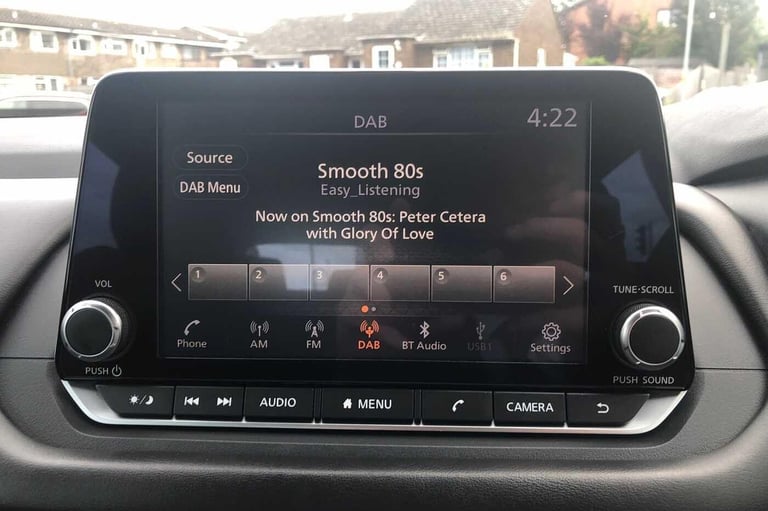 DAB
4:22
Source
Smooth 80s
DAB Menu
Easy_Listening
Now on Smooth 80s: Peter Cetera
with Glory Of Love
1 2 3 4 5 6
VOL
TUNE·SCROLL
Phone AM FM DAB BT Audio USB1 Settings
PUSH
PUSH SOUND
AUDIO MENU CAMERA